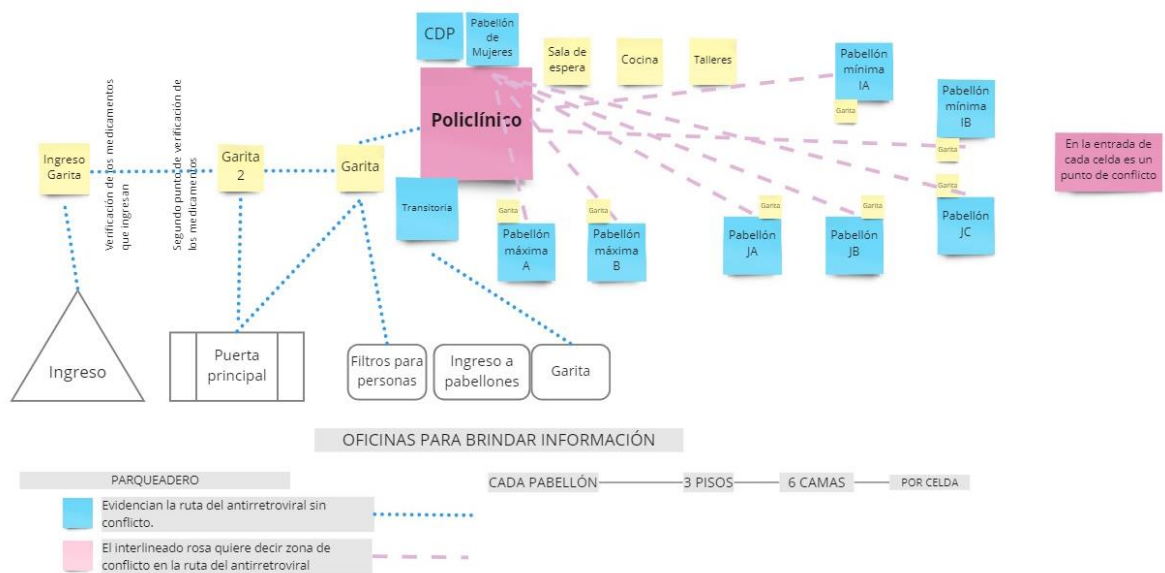 CDP
Pabellón
de
Mujeres
Sala de
espera
Cocina
Talleres
Pabellón
mínima
IA
Garita
Pabellón
mínima
IB
Garita
Policlínico
Ingreso
Garita
Verificación de los medicamentos
que ingresan
Segundo punto de verificación de
los medicamentos
Garita
2
Garita
En la entrada de
cada celda es un
punto de conflicto
Transitoria
Garita
Pabellón
máxima
A
Garita
Pabellón
máxima
B
Garita
Pabellón
JA
Garita
Pabellón
JB
Garita
Pabellón
JC
Ingreso
Puerta
principal
Filtros para
personas
Ingreso a
pabellones
Garita
OFICINAS PARA BRINDAR INFORMACIÓN
PARQUEADERO
CADA PABELLÓN
3 PISOS
6 CAMAS
POR CELDA
Evidencian la ruta del antirretroviral sin
conflicto.
El interlineado rosa quiere decir zona de
conflicto en la ruta del antirretroviral